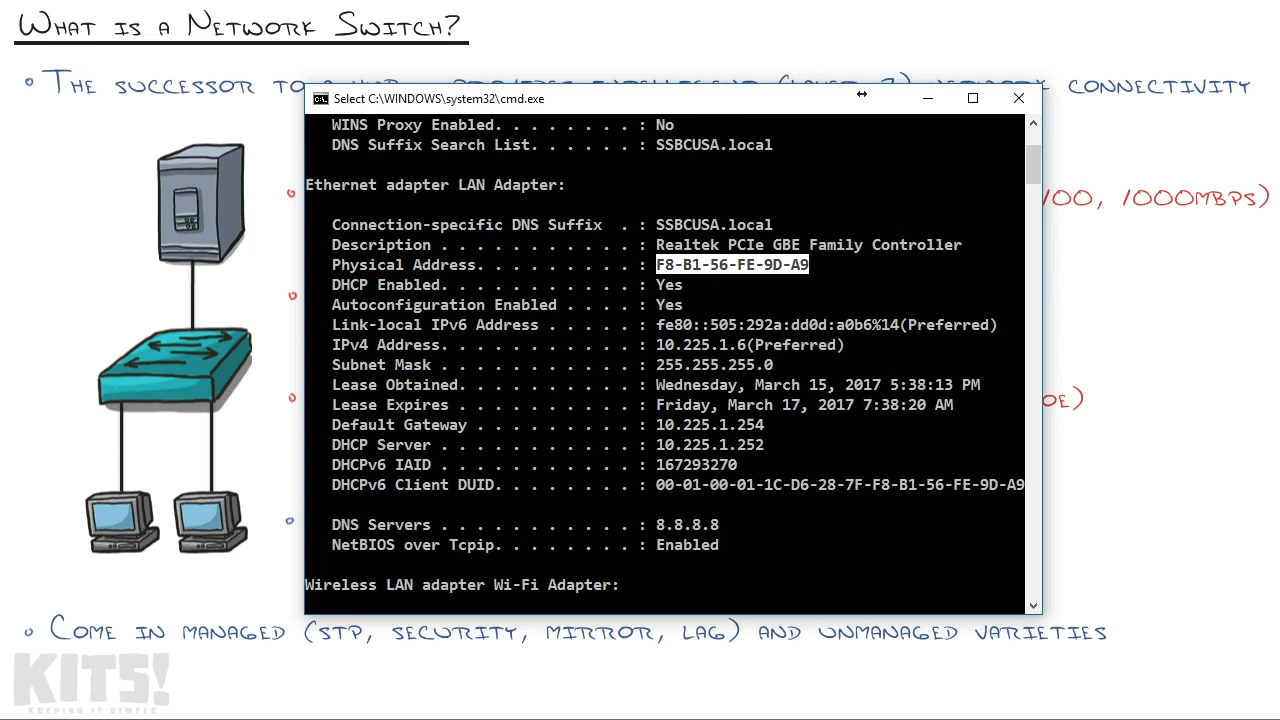 What is a Network Switch?
• The successor to a
connectivity
Select C:\WINDOWS\system32\cmd.exe
WINS Proxy Enabled. . . . . . . . : No
DNS Suffix Search List. . . . . . : SSBCUSA.local
Ethernet adapter LAN Adapter:
100, 1000Mbps)
Connection-specific DNS Suffix  . : SSBCUSA.local
Description . . . . . . . . . . . : Realtek PCIe GBE Family Controller
Physical Address. . . . . . . . . : F8-B1-56-FE-9D-A9
DHCP Enabled. . . . . . . . . . . : Yes
Autoconfiguration Enabled . . . . : Yes
Link-local IPv6 Address . . . . . : fe80::505:292a:dd0d:a0b6%14(Preferred)
IPv4 Address. . . . . . . . . . . : 10.225.1.6(Preferred)
Subnet Mask . . . . . . . . . . . : 255.255.255.0
Lease Obtained. . . . . . . . . . : Wednesday, March 15, 2017 5:38:13 PM
Lease Expires . . . . . . . . . . : Friday, March 17, 2017 7:38:20 AM
Default Gateway . . . . . . . . . : 10.225.1.254
DHCP Server . . . . . . . . . . . : 10.225.1.252
DHCPv6 IAID . . . . . . . . . . . : 167293270
DHCPv6 Client DUID. . . . . . . . : 00-01-00-01-1C-D6-28-7F-F8-B1-56-FE-9D-A9
DNS Servers . . . . . . . . . . . : 8.8.8.8
NetBIOS over Tcpip. . . . . . . . : Enabled
Wireless LAN adapter Wi-Fi Adapter:
• Come in managed (STP, security, mirror, LAG) and unmanaged varieties
KITS!
KEEPING IT SIMPLE